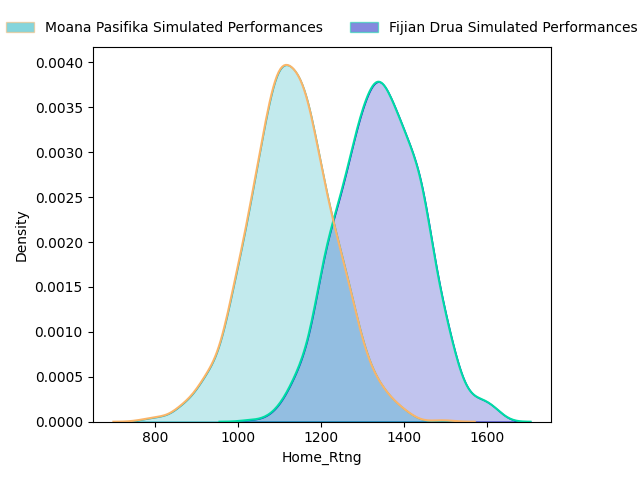 Moana Pasifika Simulated Performances
Fijian Drua Simulated Performances
0.0040
0.0035
0.0030
0.0025
0.0020
0.0015
0.0010
0.0005
0.0000
Density
800 1000 1200 1400 1600
Home_Rtng